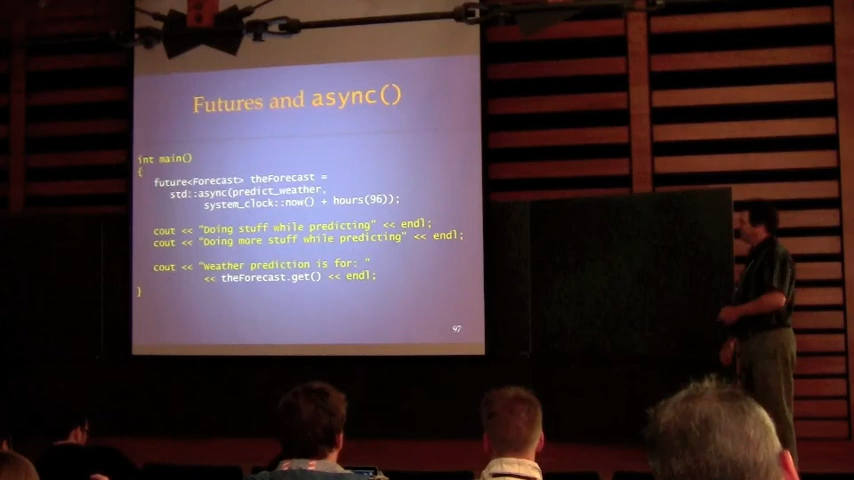 Futures and async()
int main()
{
future<Forecast> theForecast =
std::async(predict_weather,
system_clock::now() + hours(96));
cout << "Doing stuff while predicting" << endl;
cout << "Doing more stuff while predicting" << endl;
cout << "Weather prediction is for: "
<< theForecast.get() << endl;
}
97